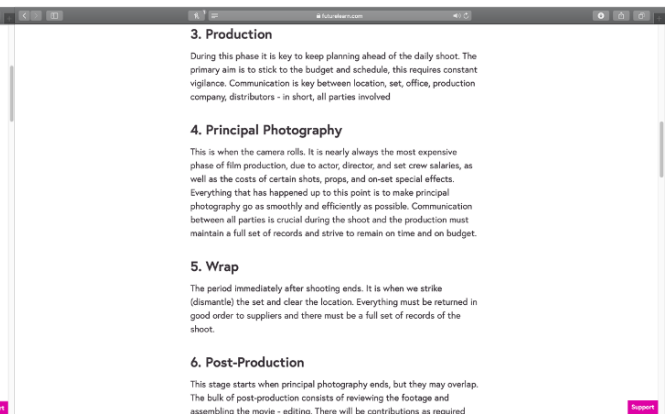 futurelearn.com
3. Production
During this phase it is key to keep planning ahead of the daily shoot. The
primary aim is to stick to the budget and schedule, this requires constant
vigilance. Communication is key between location, set, office, production
company, distributors - in short, all parties involved
4. Principal Photography
This is when the camera rolls. It is nearly always the most expensive
phase of film production, due to actor, director, and set crew salaries, as
well as the costs of certain shots, props, and on-set special effects.
Everything that has happened up to this point is to make principal
photography go as smoothly and efficiently as possible. Communication
between all parties is crucial during the shoot and the production must
maintain a full set of records and strive to remain on time and on budget.
5. Wrap
The period immediately after shooting ends. It is when we strike
(dismantle) the set and clear the location. Everything must be returned in
good order to suppliers and there must be a full set of records of the
shoot.
6. Post-Production
This stage starts when principal photography ends, but they may overlap.
The bulk of post-production consists of reviewing the footage and
assembling the movie - editing. There will be contributions as required
Support